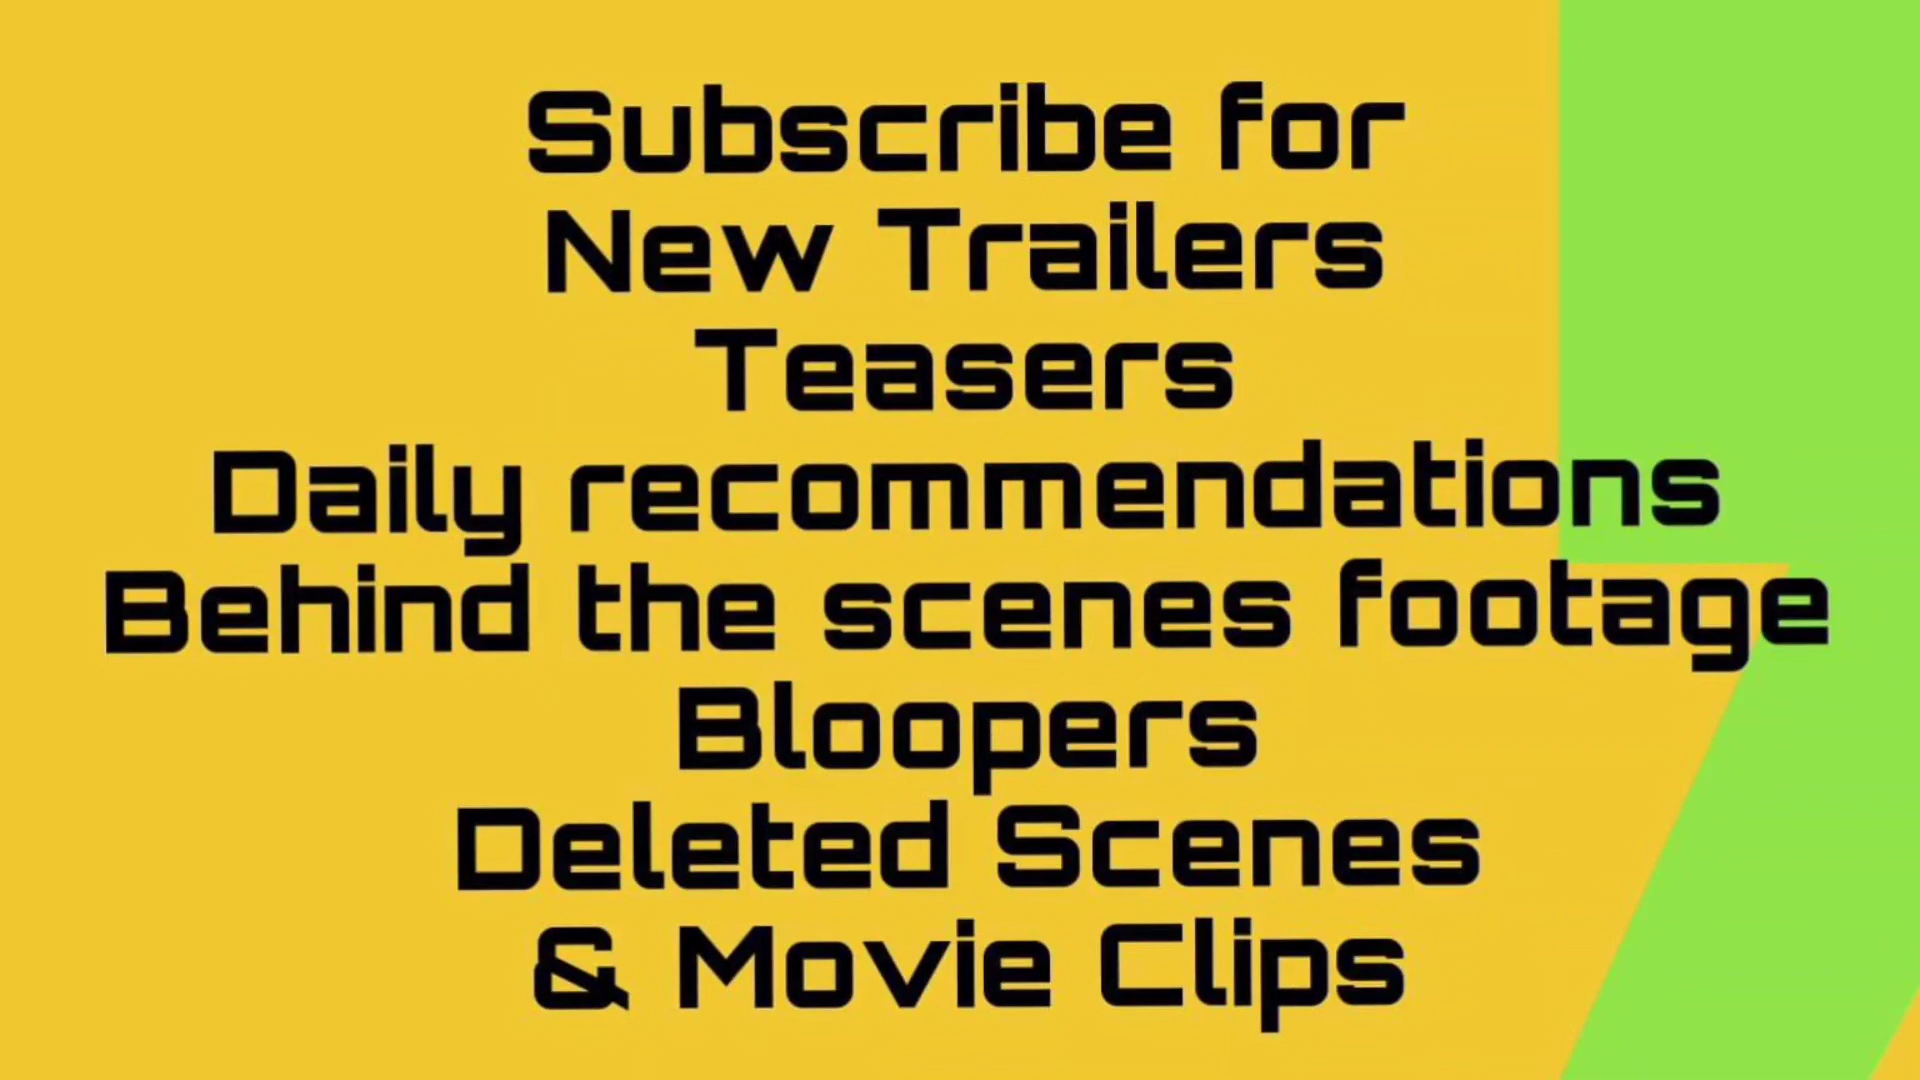 Subscribe for
New Trailers
Teasers
Daily recommendations
Behind the scenes footage
Bloopers
Deleted Scenes
& Movie Clips